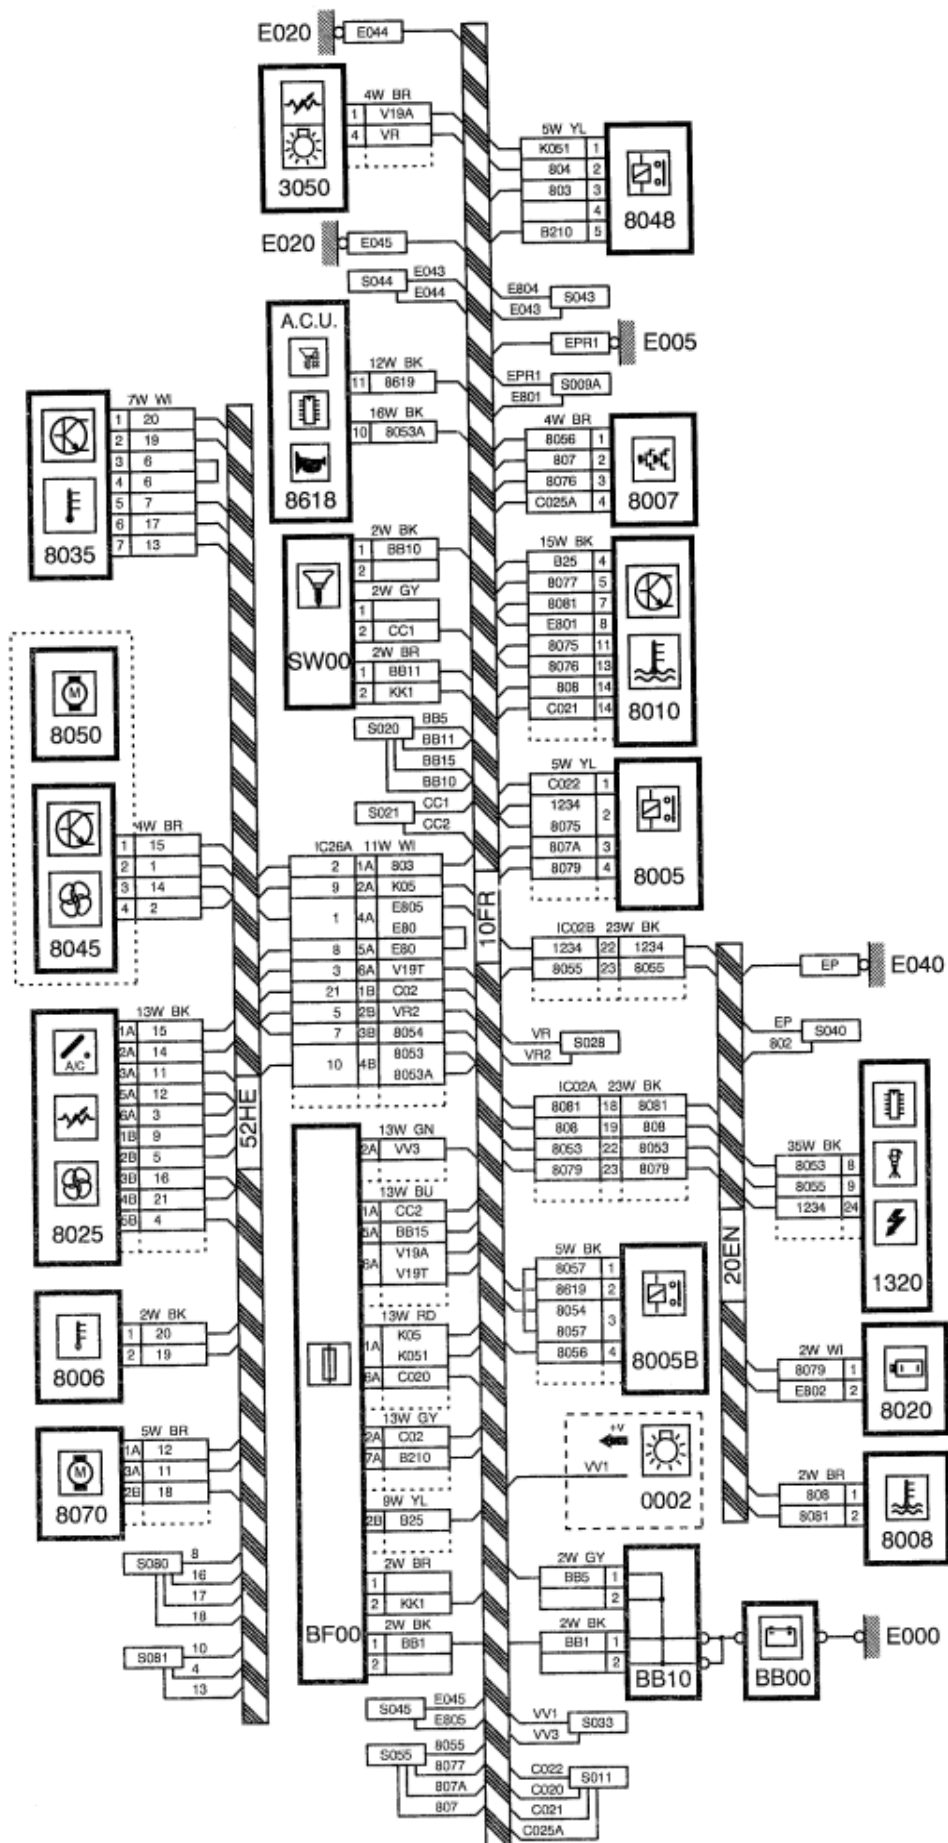 E020 E044
3050
4W BR
1 V19A
4 VR
5W YL
K051 1
804 2
803 3
4
B210 5
8048
E020 E045
S044 E043
E044
E804 S043
E043
EPR1 E005
EPR1 S009A
E801
A.C.U.
8618
12W BK
11 8619
16W BK
10 8053A
4W BR
8056 1
807 2
8076 3
C025A 4
8007
7W WI
1 20
2 19
3 6
4 6
5 7
6 17
7 13
8035
SW00
2W BK
1 BB10
2
2W GY
1
2 CC1
2W BR
1 BB11
2 KK1
15W BK
B25 4
8077 5
8081 7
E801 8
8075 11
8076 13
808 14
C021 14
8010
M
8050
S020 BB5
BB11
BB15
BB10
S021 CC1
CC2
5W YL
C022 1
1234
2
8075
807A 3
8079 4
8005
4W BR
1 15
2 1
3 14
4 2
8045
IC26A 11W WI
2 1A 803
9 2A K05
1 4A E805
E80
8 5A E80
3 6A V19T
21 1B C02
5 2B VR2
7 3B 8054
10 4B 8053
8053A
10FR
IC02B 23W BK
1234 22 1234
8055 23 8055
EP E040
EP S040
802
VR S028
VR2
13W BK
1A 15
2A 14
3A 11
5A 12
6A 3
1B 9
2B 5
3B 16
4B 21
5B 4
A/C
8025
52HE
IC02A 23W BK
8081 18 8081
808 19 808
8053 22 8053
8079 23 8079
35W BK
8053 8
8055 9
1234 24
1320
20EN
BF00
13W GN
2A VV3
13W BU
1A CC2
5A BB15
6A V19A
V19T
13W RD
1A K05
K051
6A C020
13W GY
2A C02
7A B210
9W YL
2B B25
2W BR
1
2 KK1
2W BK
1 BB1
2
5W BK
8057 1
8619 2
8054
3
8057
8056 4
8005B
2W BK
1 20
2 19
8006
2W WI
8079 1
E802 2
8020
5W BR
1A 12
3A 11
2B 18
M
8070
+V
VV1
0002
2W BR
808 1
8081 2
8008
S080 8
16
17
18
S081 10
4
13
2W GY
BB5 1
2
2W BK
BB1 1
2
BB10
BB00
E000
S045 E045
E805
VV1 S033
VV3
S055 8055
8077
807A
807
C022 S011
C020
C021
C025A